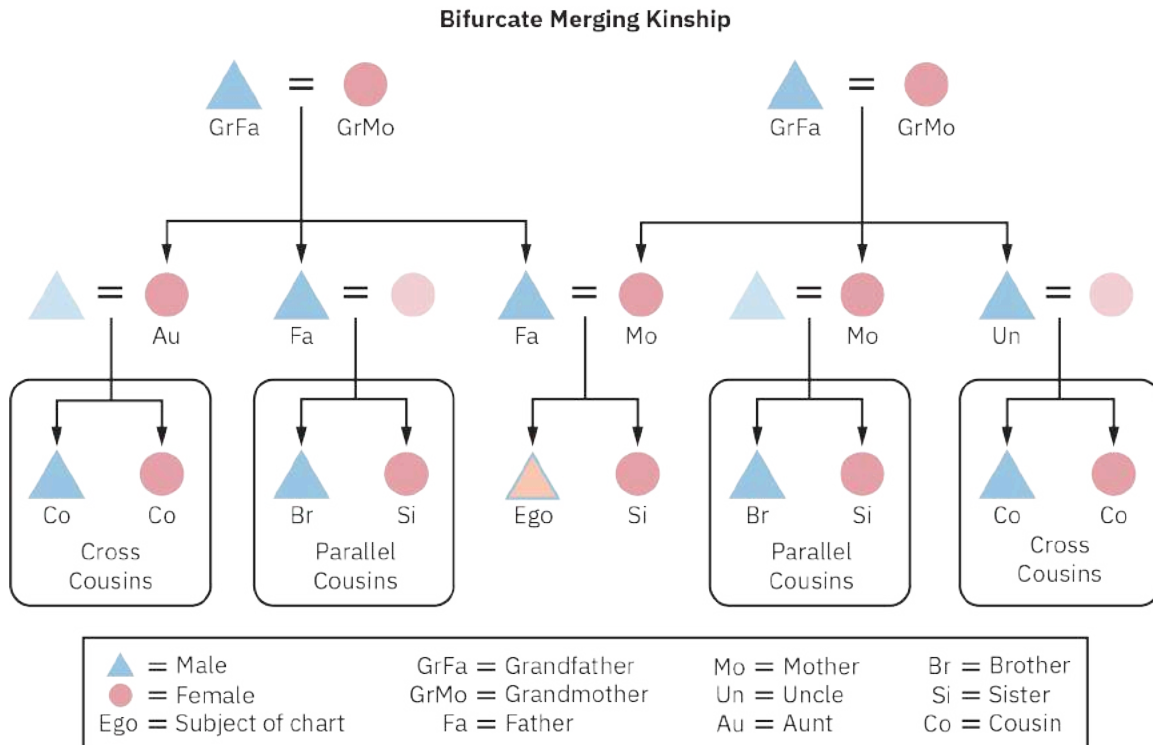 Bifurcate Merging Kinship
GrFa = GrMo
GrFa = GrMo
= Au
Fa =
Fa = Mo
= Mo
Un =
Co Co
Cross
Cousins
Br Si
Parallel
Cousins
Ego Si
Br Si
Parallel
Cousins
Co Co
Cross
Cousins
= Male
= Female
Ego = Subject of chart
GrFa = Grandfather
GrMo = Grandmother
Fa = Father
Mo = Mother
Un = Uncle
Au = Aunt
Br = Brother
Si = Sister
Co = Cousin